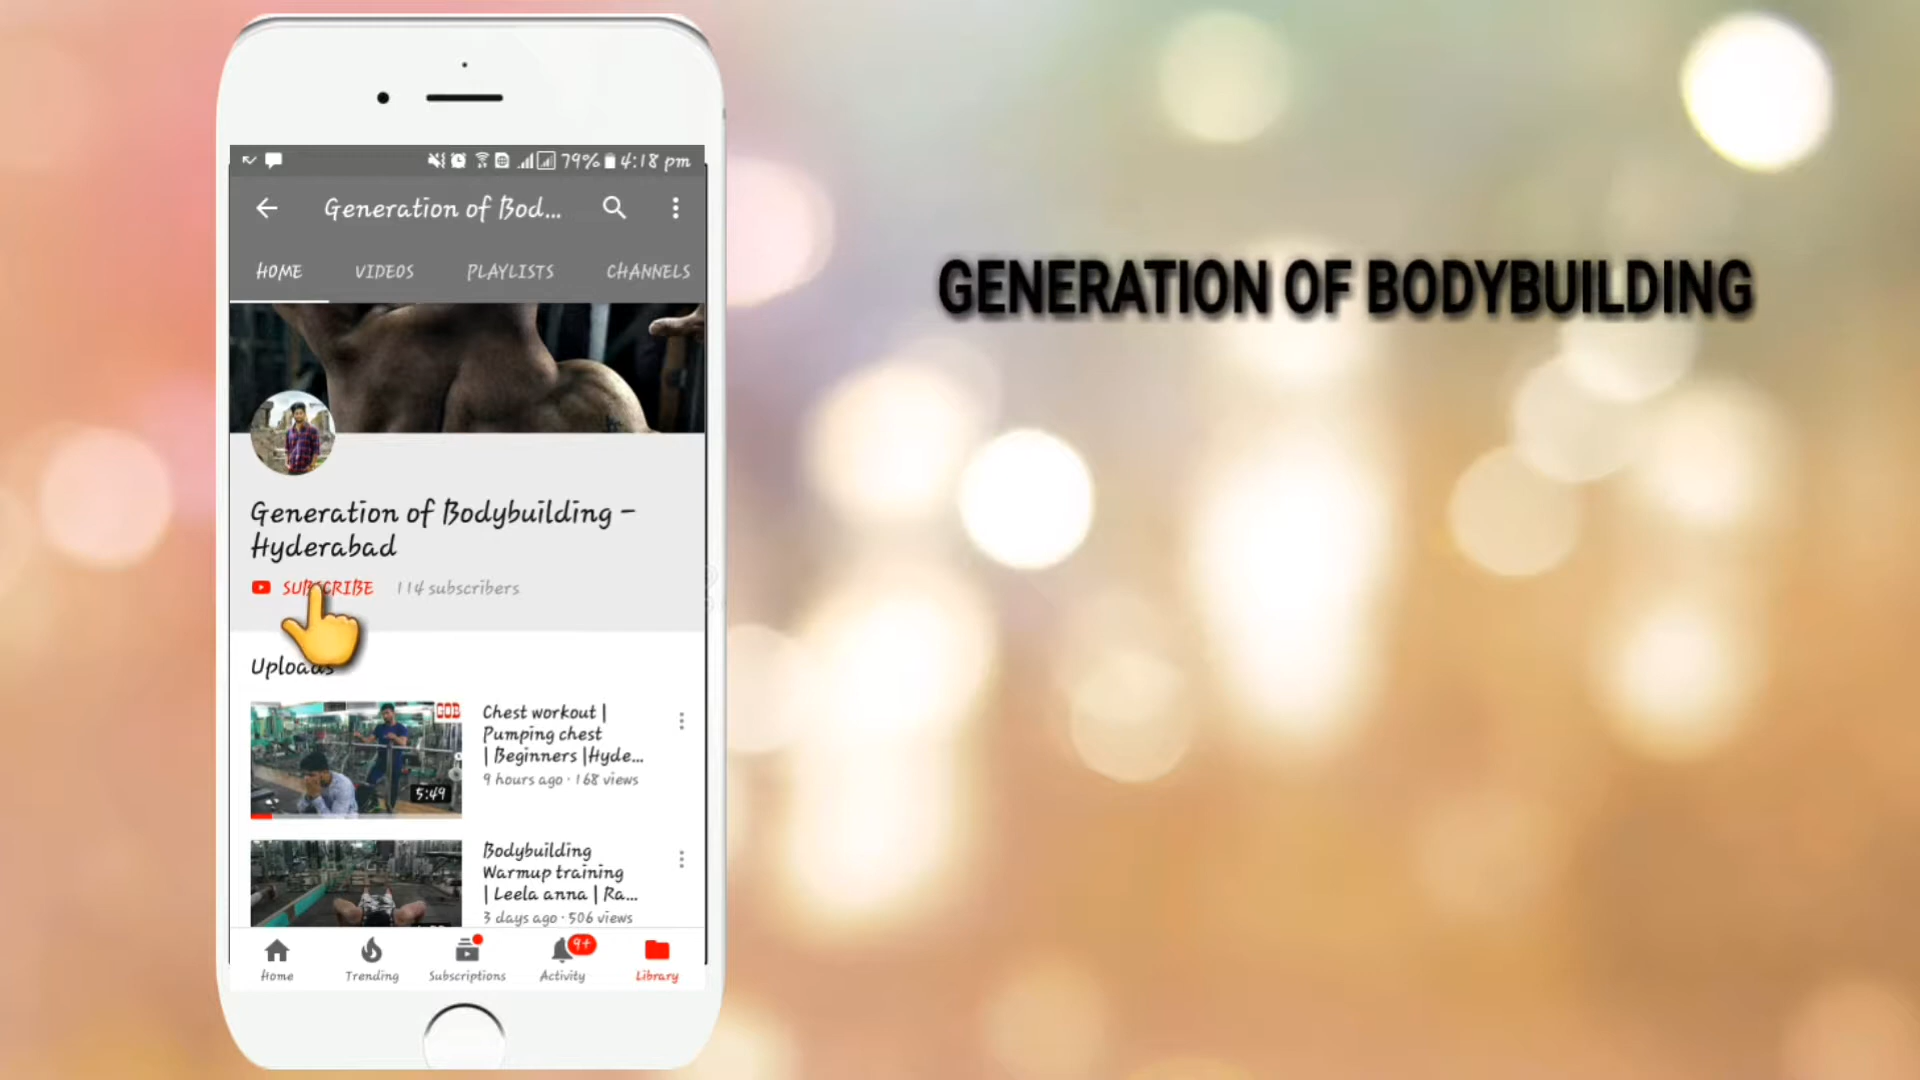 79% 4:18 pm
Generation of Bod...
HOME VIDEOS PLAYLISTS CHANNELS
GENERATION OF BODYBUILDING
Generation of Bodybuilding -
Hyderabad
SUBSCRIBE 114 subscribers
Uploads
GOB
5:49
Chest workout |
Pumping chest
| Beginners |Hyde...
9 hours ago · 168 views
Bodybuilding
Warmup training
| Leela anna | Ra...
3 days ago · 506 views
9+
Home Trending Subscriptions Activity Library